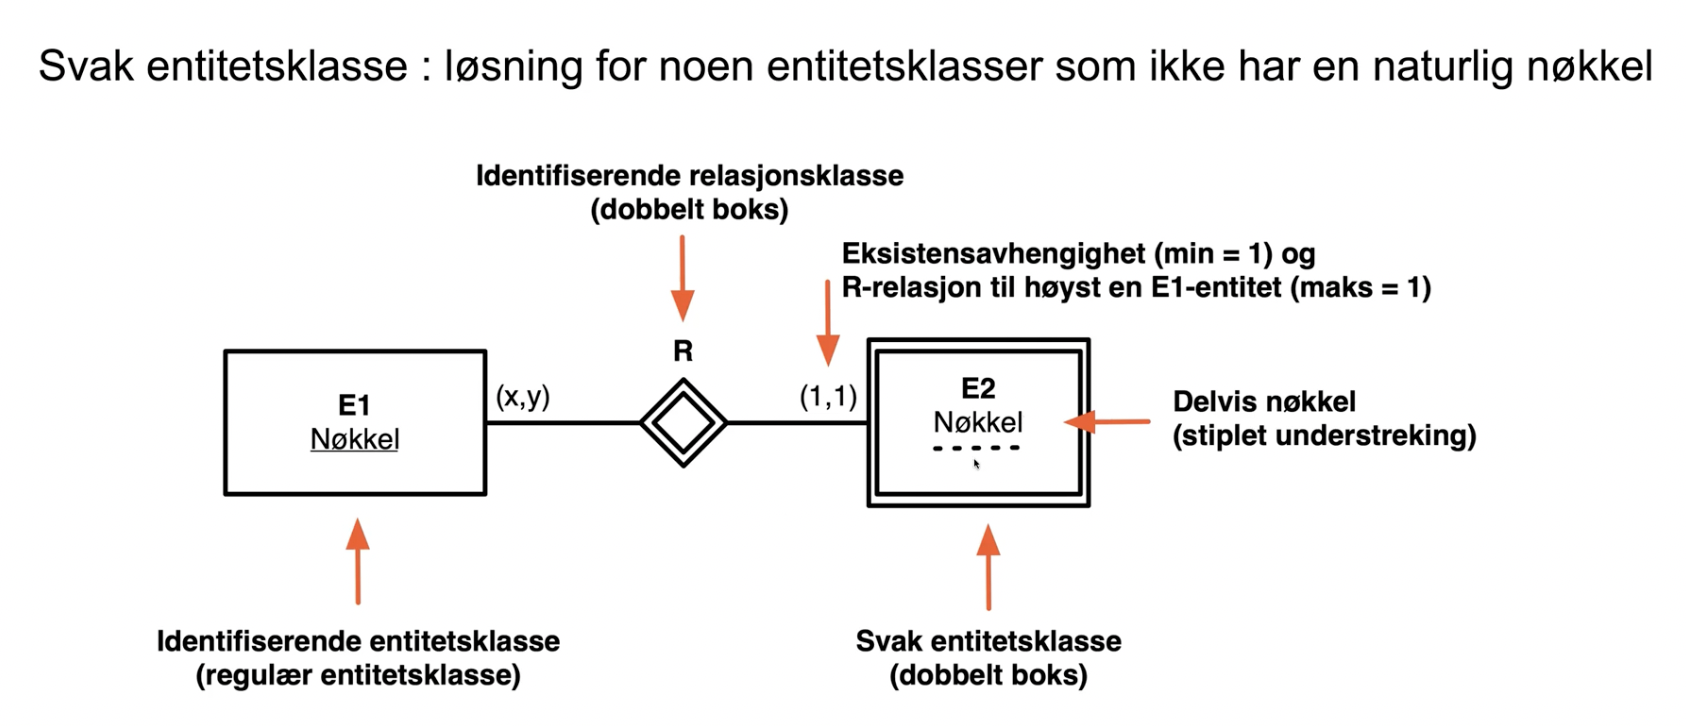 Svak entitetsklasse : løsning for noen entitetsklasser som ikke har en naturlig nøkkel
Identifiserende relasjonsklasse
(dobbelt boks)
Eksistensavhengighet (min = 1) og
R-relasjon til høyst en E1-entitet (maks = 1)
R
E1
Nøkkel
(x,y)
(1,1)
E2
Nøkkel
Delvis nøkkel
(stiplet understreking)
Identifiserende entitetsklasse
(regulær entitetsklasse)
Svak entitetsklasse
(dobbelt boks)